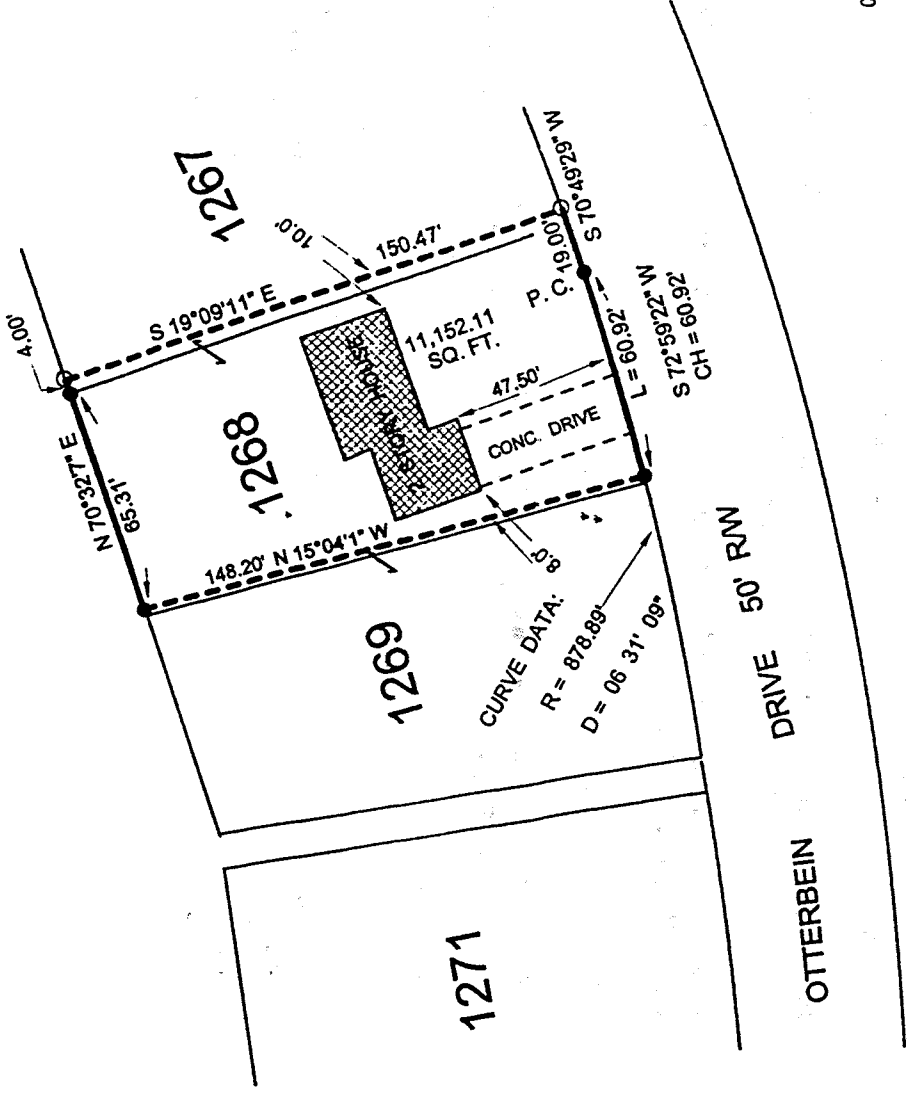 4.00'
1267
10.0'
N 70°32'7" E
65.31'
S 19°09'11" E
150.47'
1268
STORY HOUSE
11,152.11
SQ. FT.
P. C.
19.00'
S 70°49'29" W
47.50'
CONC. DRIVE
L = 60.92'
S 72°59'22" W
CH = 60.92'
148.20' N 15°04'1" W
8.0'
1269
CURVE DATA:
R = 878.89'
D = 06 31' 09"
1271
OTTERBEIN DRIVE 50' R/W